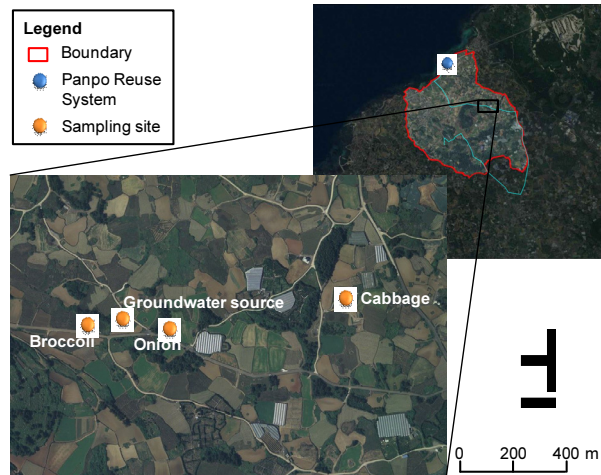 Legend
Boundary
Panpo Reuse
System
Sampling site
Groundwater source
Cabbage
Broccoli
Onion
0 200 400 m